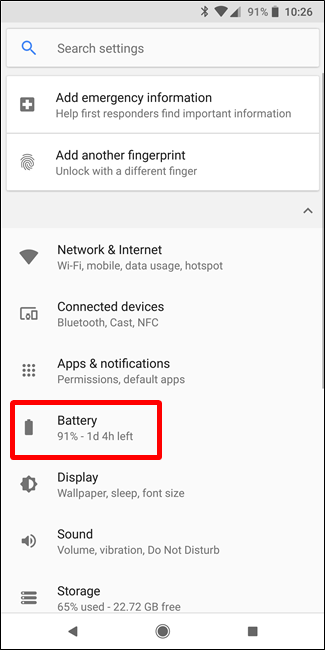 91% 10:26
Search settings
Add emergency information
Help first responders find important information
Add another fingerprint
Unlock with a different finger
Network & Internet
Wi-Fi, mobile, data usage, hotspot
Connected devices
Bluetooth, Cast, NFC
Apps & notifications
Permissions, default apps
Battery
91% - 1d 4h left
Display
Wallpaper, sleep, font size
Sound
Volume, vibration, Do Not Disturb
Storage
65% used - 22.72 GB free